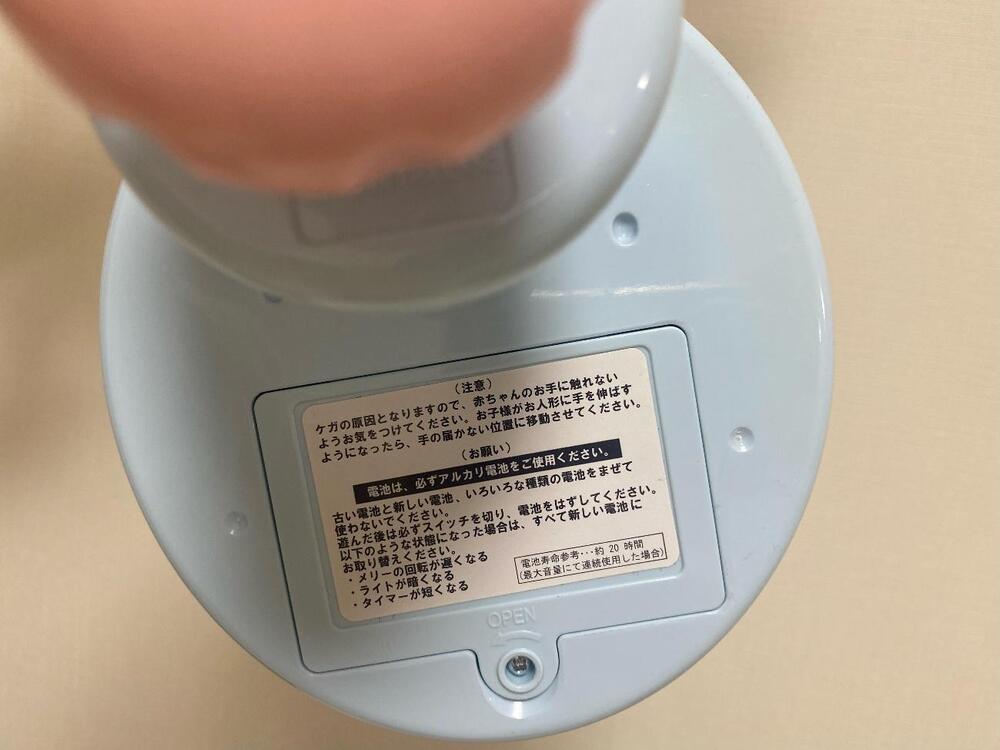 （注意）
ケガの原因となりますので、赤ちゃんのお手に触れない
ようお気をつけてください。お子様がお人形に手を伸ばす
ようになったら、手の届かない位置に移動させてください。
（お願い）
電池は、必ずアルカリ電池をご使用ください。
古い電池と新しい電池、いろいろな種類の電池をまぜて
使わないでください。
遊んだ後は必ずスイッチを切り、電池をはずしてください。
以下のような状態になった場合は、すべて新しい電池に
お取り替えください。
・メリーの回転が遅くなる
・ライトが暗くなる
・タイマーが短くなる
電池寿命参考･･･約 20 時間
(最大音量にて連続使用した場合)
OPEN